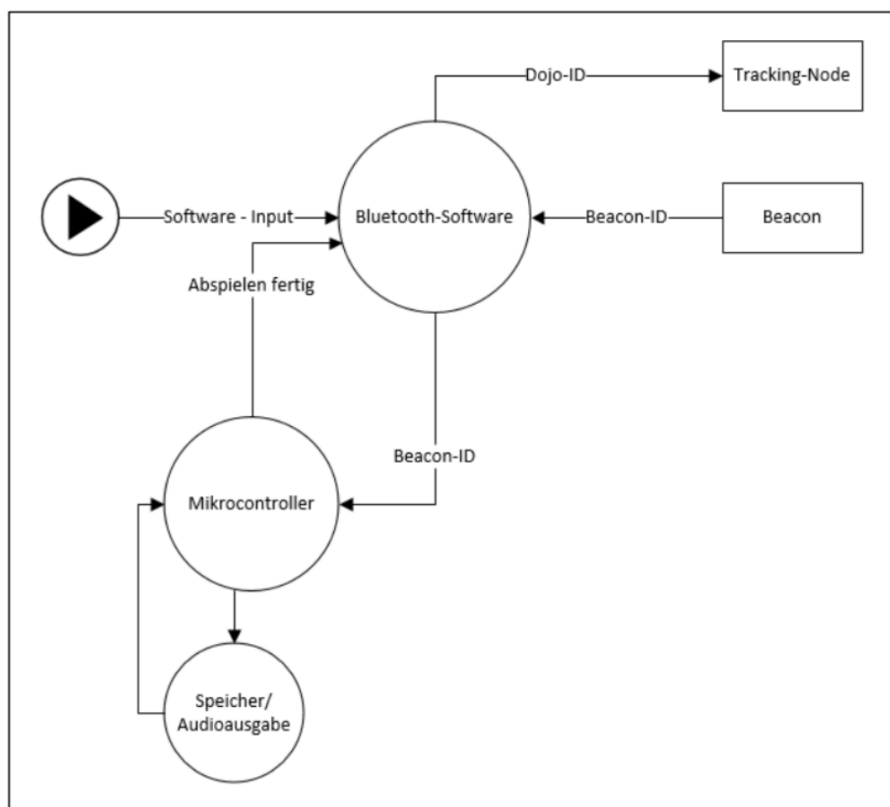 Dojo-ID
Tracking-Node
Software - Input
Bluetooth-Software
Beacon-ID
Beacon
Abspielen fertig
Beacon-ID
Mikrocontroller
Speicher/
Audioausgabe